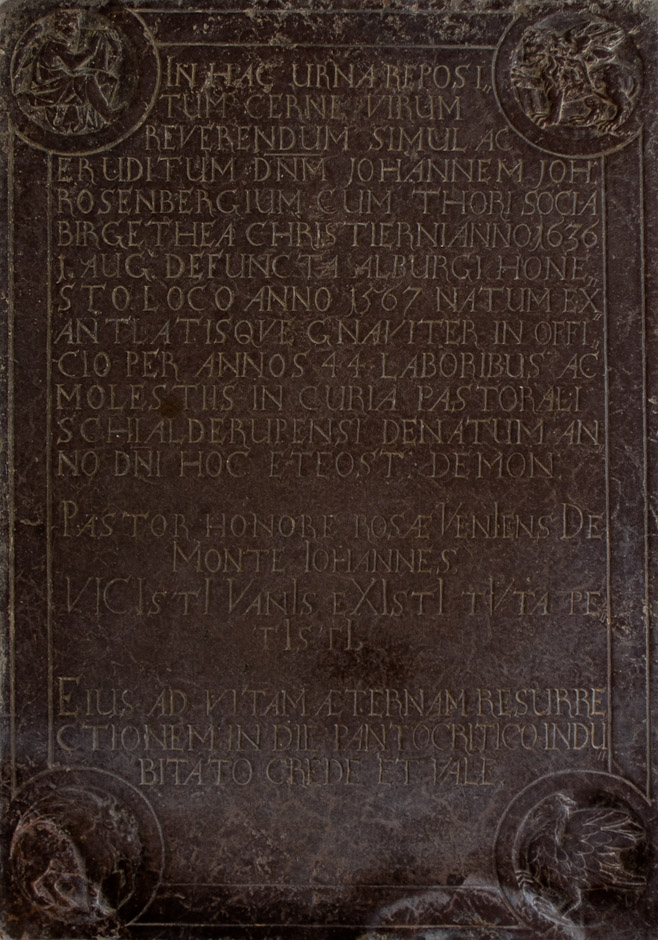 IN HAC URNA REPOSI„
TUM CERNE VIRUM
REVERENDUM SIMUL AC
ERUDITUM DNM JOHANNEM JOH:
ROSENBERGIUM CUM THORI SOCIA
BIRGETHEA CHRISTIERNI ANNO 1636
1. AUG. DEFUNCTA ALBURGI HONE„
STO LOCO ANNO 1567 NATUM EX„
ANTLATISQVE GNAVITER IN OFFI„
CIO PER ANNOS 44 LABORIBUS AC
MOLESTIIS IN CURIA PASTORALI
SCHIALDERUPENSI DENATUM AN
NO DNI HOC ETEOST: DEMON:
PASTOR HONORE ROSÆ VENIENS DE
MONTE IOHANNES
VICIstI VanIs eXIstI tVta pe
tIstI.
EIUS AD VITAM ÆTERNAM RESURRE
CTIONEM IN DIE PANTOCRITICO INDU
BITATO CREDE ET VALE